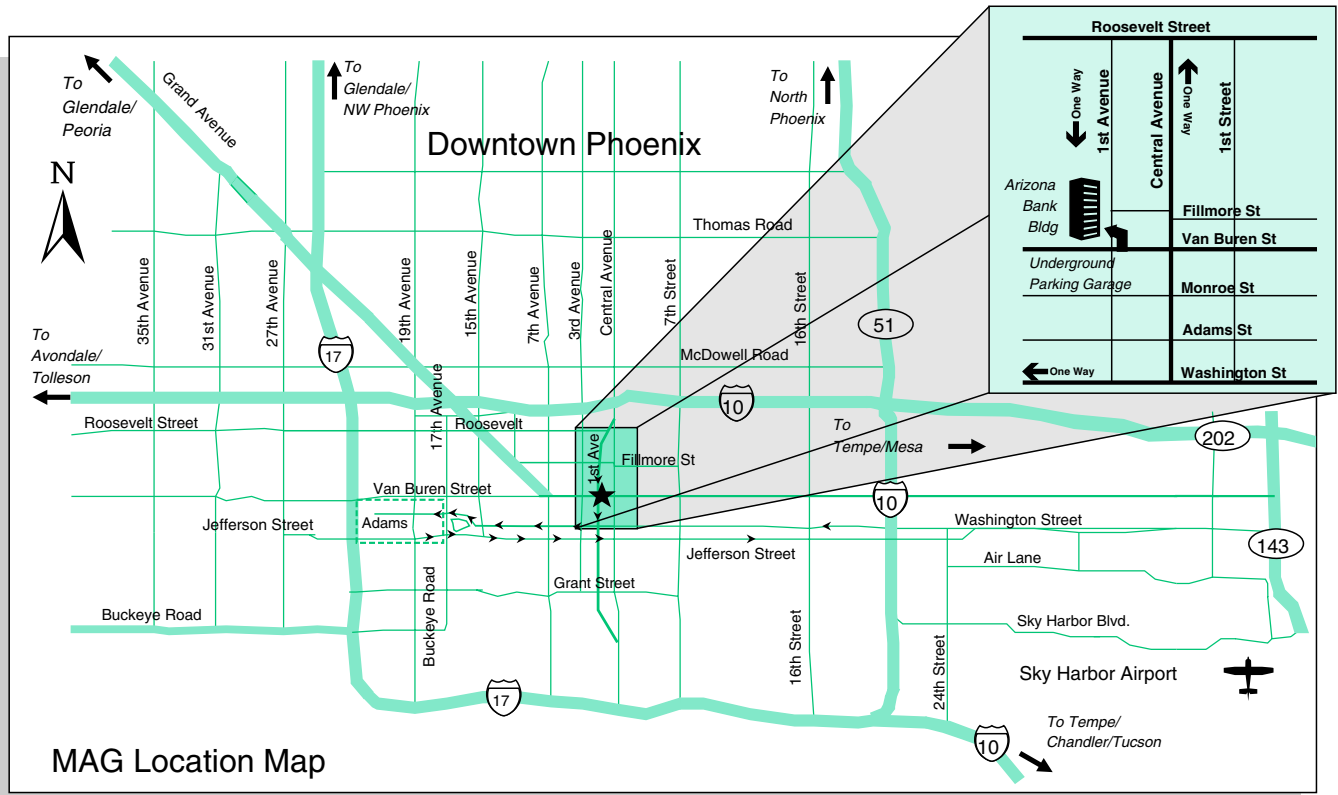 To
Glendale/
Peoria
Grand Avenue
To
Glendale/
NW Phoenix
Downtown Phoenix
To
North
Phoenix
N
Thomas Road
35th Avenue
31st Avenue
27th Avenue
19th Avenue
15th Avenue
7th Avenue
3rd Avenue
Central Avenue
7th Street
16th Street
51
To
Avondale/
Tolleson
17
McDowell Road
10
17th Avenue
Roosevelt Street
Roosevelt
1st Ave
Fillmore St
To
Tempe/Mesa
202
Van Buren Street
10
Jefferson Street
Adams
Washington Street
Jefferson Street
143
Air Lane
Grant Street
Buckeye Road
Buckeye Road
16th Street
24th Street
Sky Harbor Blvd.
Sky Harbor Airport
17
10
To Tempe/
Chandler/Tucson
MAG Location Map
Roosevelt Street
One Way
1st Avenue
Central Avenue
One Way
1st Street
Arizona
Bank
Bldg
Fillmore St
Van Buren St
Underground
Parking Garage
Monroe St
Adams St
One Way
Washington St